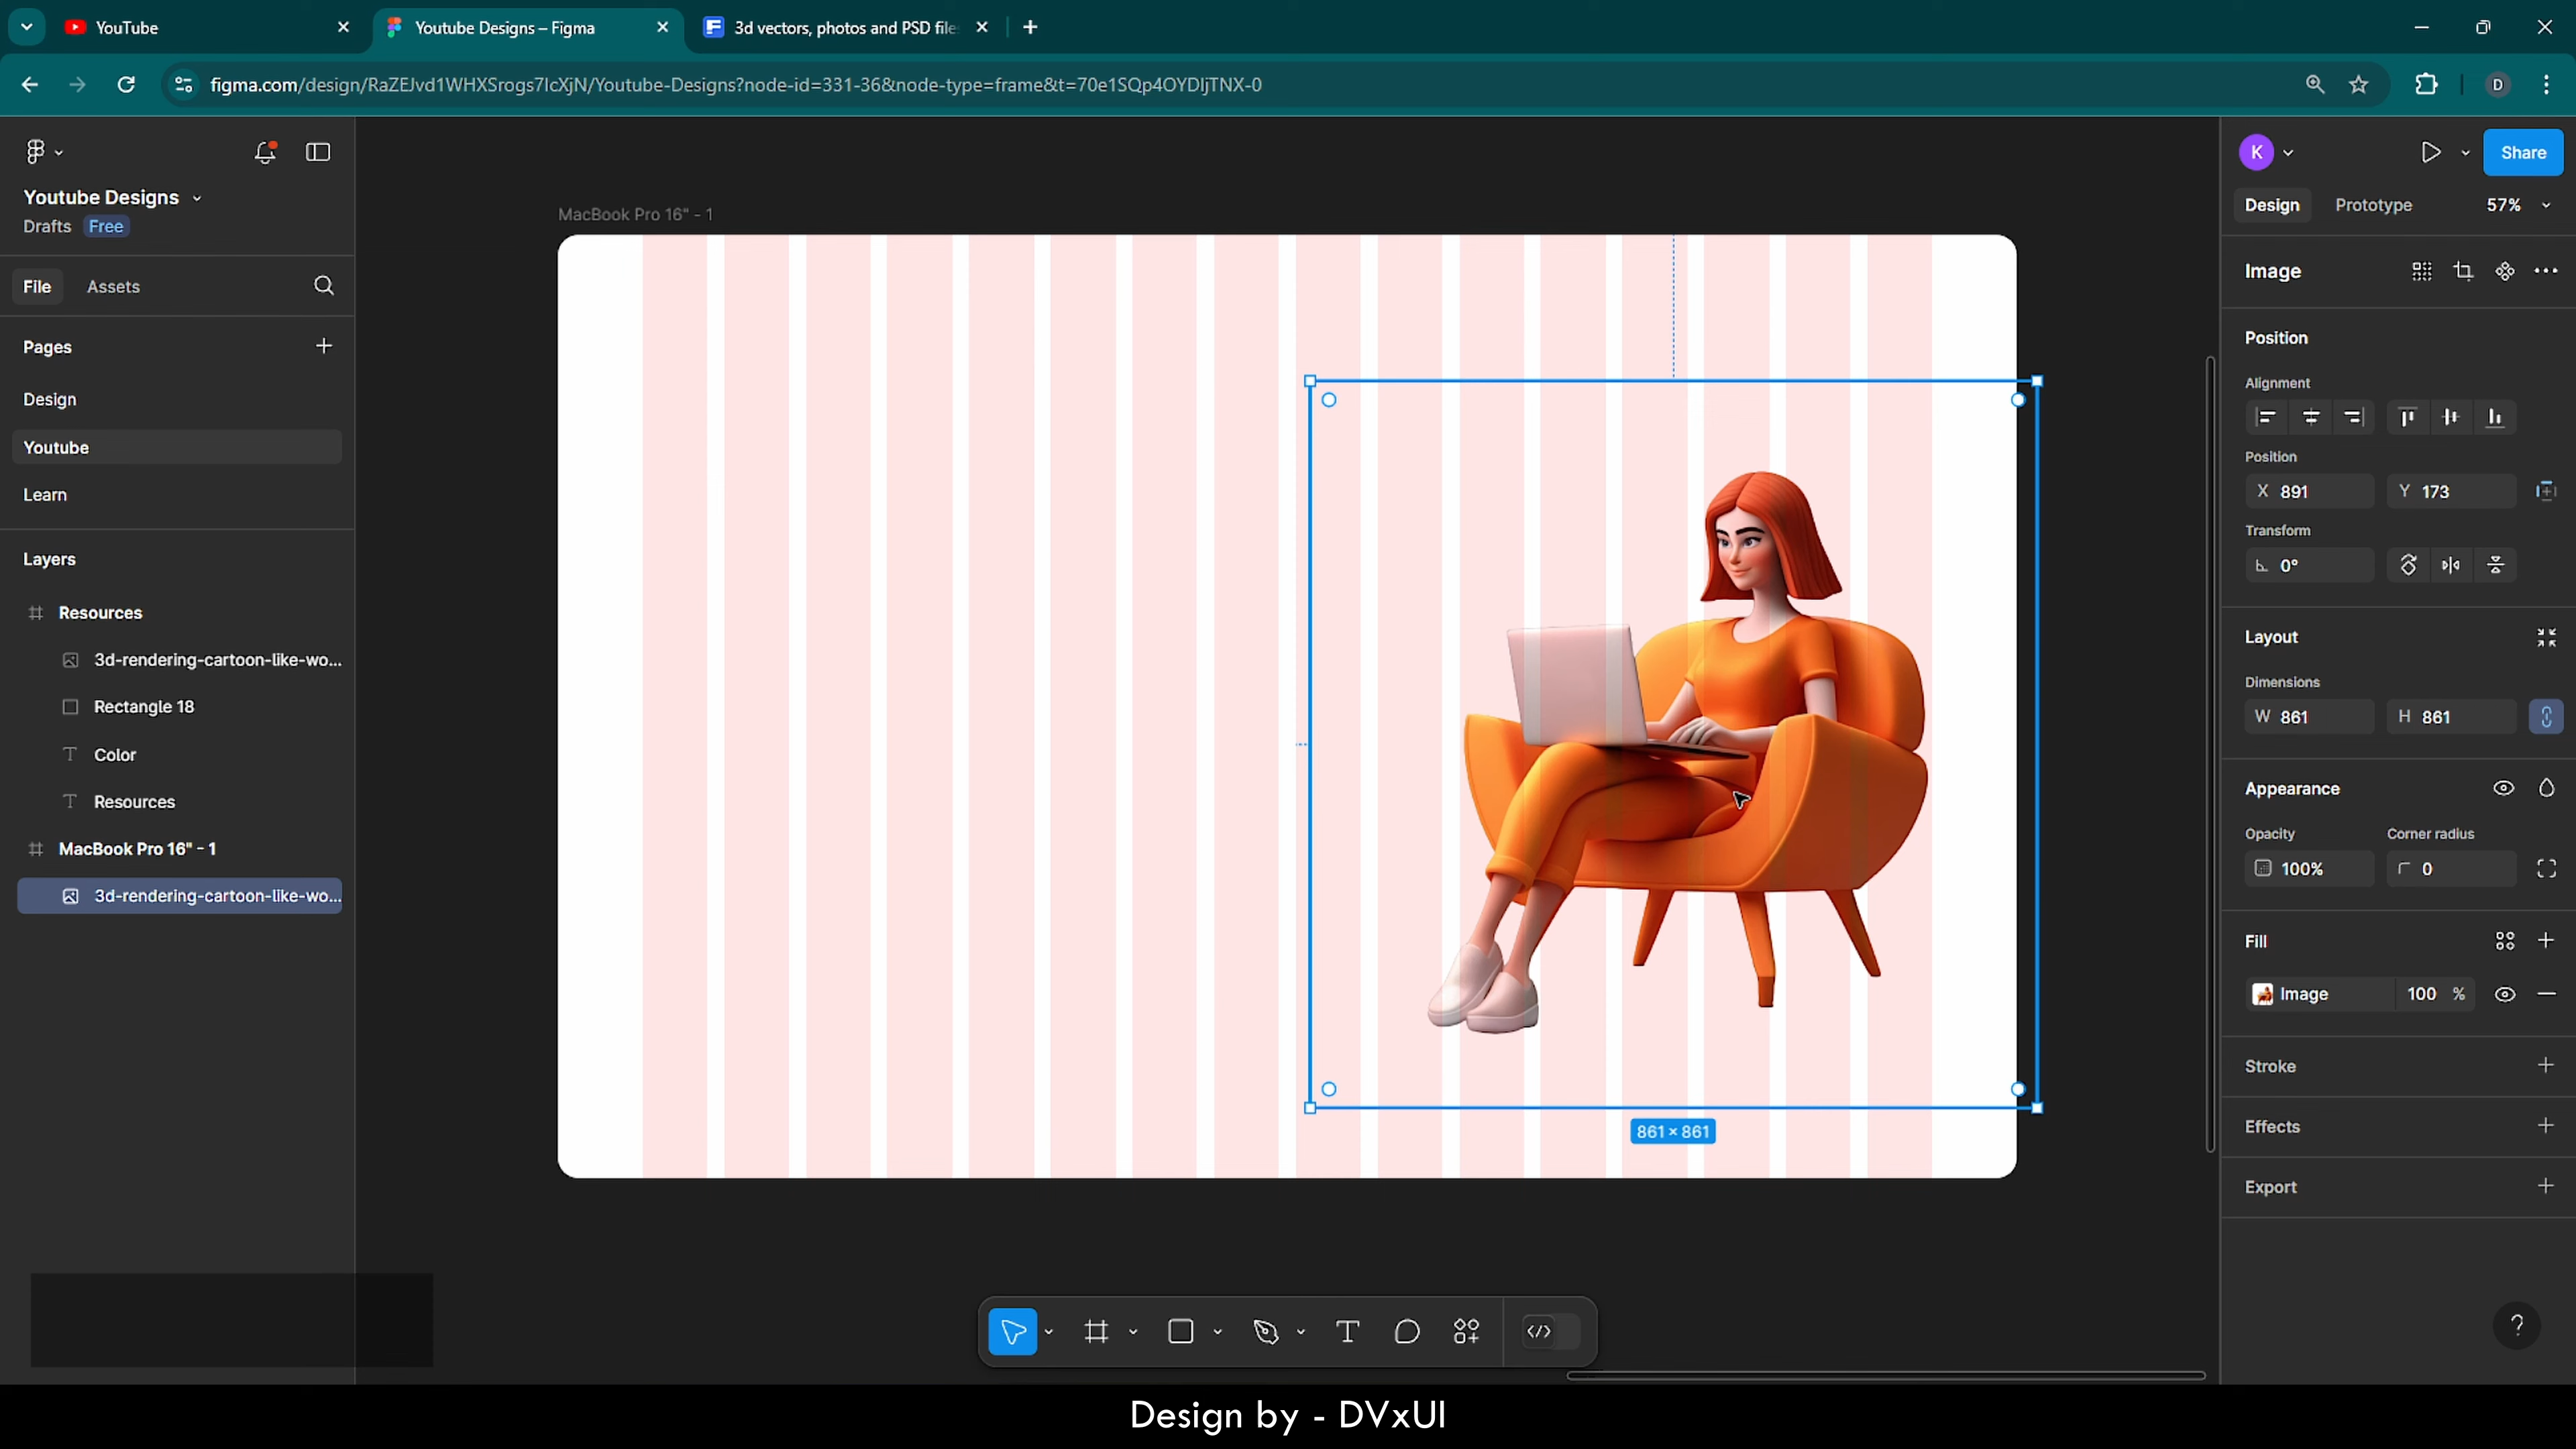 YouTube
Youtube Designs – Figma
3d vectors, photos and PSD file
figma.com/design/RaZEJvd1WHXSrogs7IcXjN/Youtube-Designs?node-id=331-36&node-type=frame&t=70e1SQp4OYDIjTNX-0
D
Youtube Designs
Drafts Free
File Assets
Pages
Design
Youtube
Learn
Layers
Resources
3d-rendering-cartoon-like-wo...
Rectangle 18
Color
Resources
MacBook Pro 16" - 1
3d-rendering-cartoon-like-wo...
MacBook Pro 16" - 1
861 × 861
K
Share
Design Prototype 57%
Image
Position
Alignment
Position
X 891 Y 173
Transform
0°
Layout
Dimensions
W 861 H 861
Appearance
Opacity Corner radius
100% 0
Fill
Image 100 %
Stroke
Effects
Export
?
Design by - DVxUI